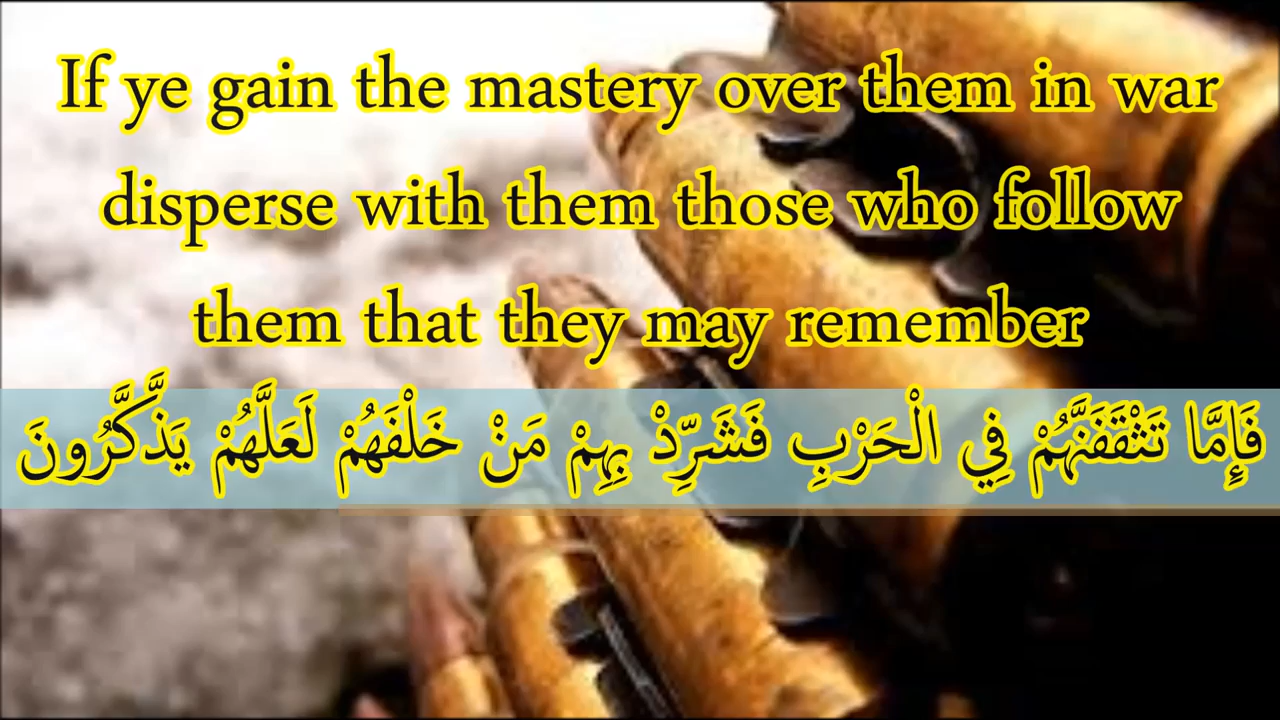 If ye gain the mastery over them in war
disperse with them those who follow
them that they may remember
فَإِمَّا تَثْقَفَنَّهُمْ فِي الْحَرْبِ فَشَرِّدْ بِهِمْ مَنْ خَلْفَهُمْ لَعَلَّهُمْ يَذَّكَّرُونَ